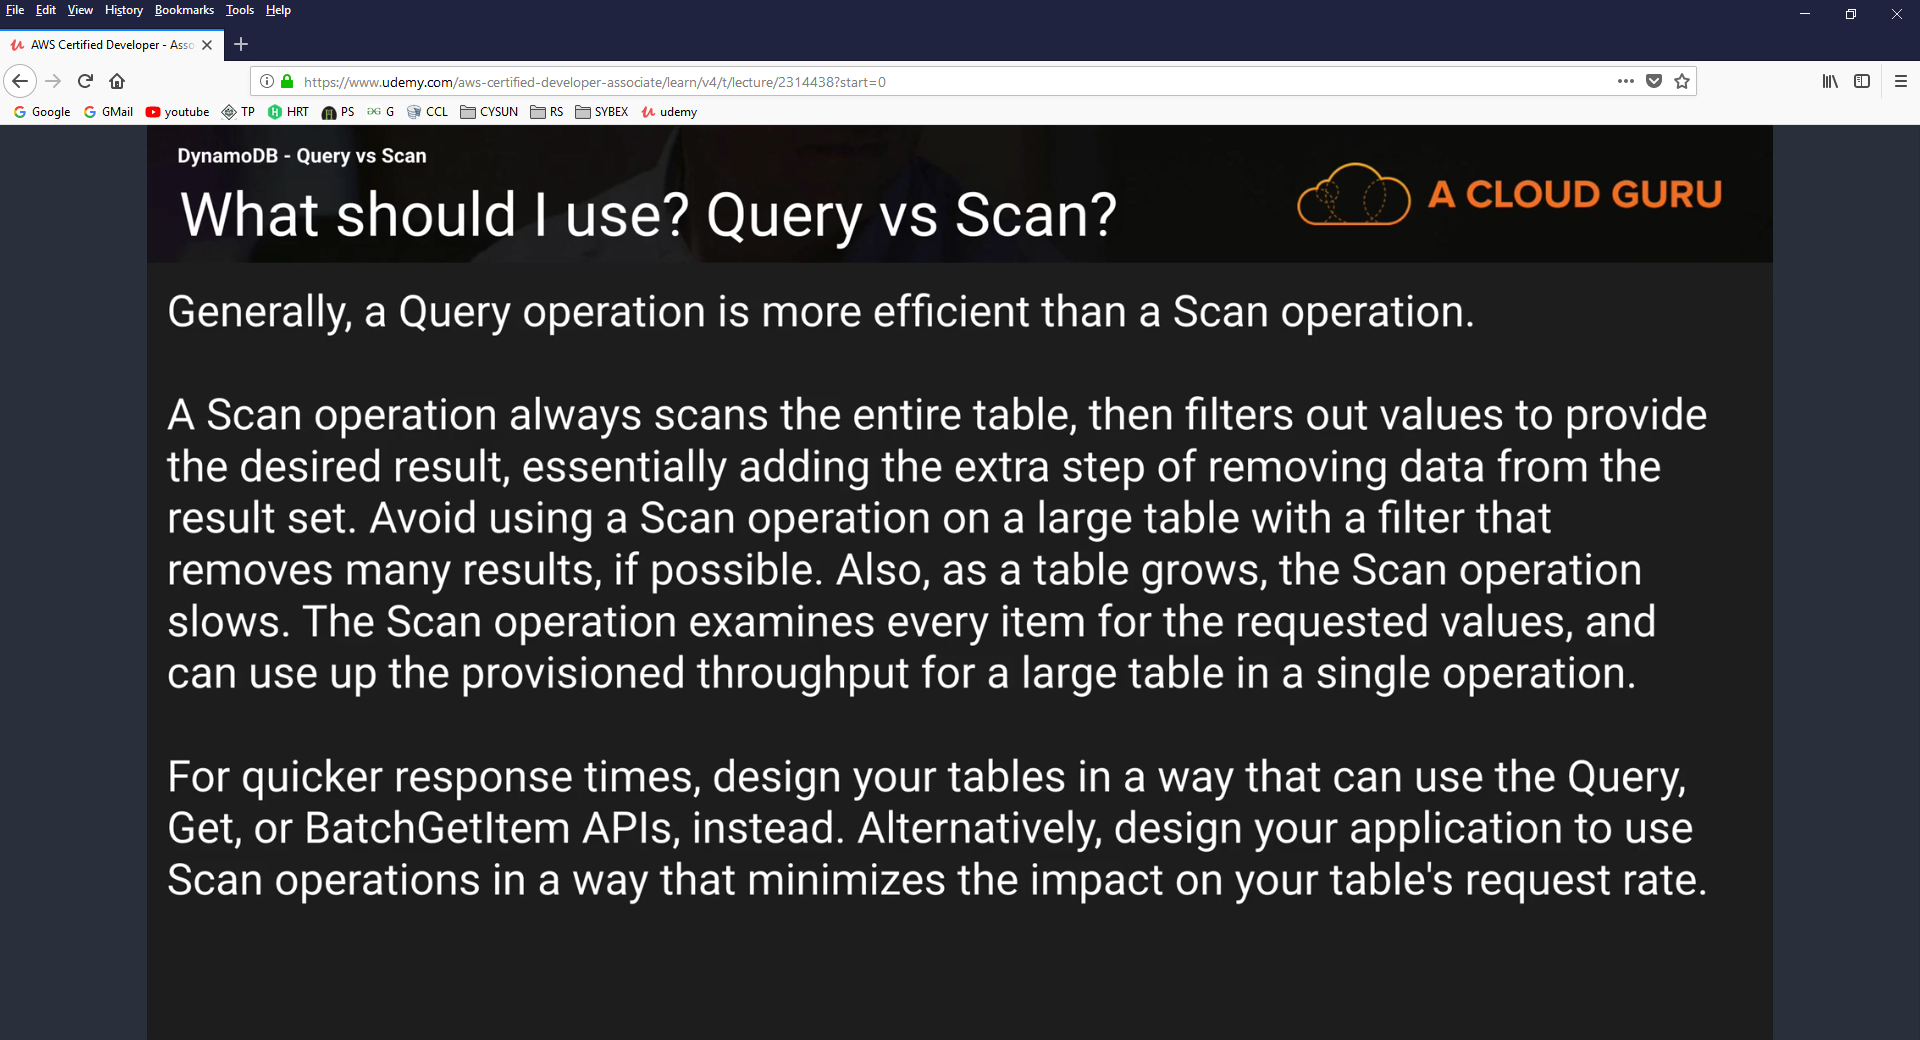 File Edit View History Bookmarks Tools Help
AWS Certified Developer - Asso
https://www.udemy.com/aws-certified-developer-associate/learn/v4/t/lecture/2314438?start=0
Google GMail youtube TP HRT PS G CCL CYSUN RS SYBEX udemy
DynamoDB - Query vs Scan
What should I use? Query vs Scan?
A CLOUD GURU
Generally, a Query operation is more efficient than a Scan operation.
A Scan operation always scans the entire table, then filters out values to provide
the desired result, essentially adding the extra step of removing data from the
result set. Avoid using a Scan operation on a large table with a filter that
removes many results, if possible. Also, as a table grows, the Scan operation
slows. The Scan operation examines every item for the requested values, and
can use up the provisioned throughput for a large table in a single operation.
For quicker response times, design your tables in a way that can use the Query,
Get, or BatchGetItem APIs, instead. Alternatively, design your application to use
Scan operations in a way that minimizes the impact on your table's request rate.